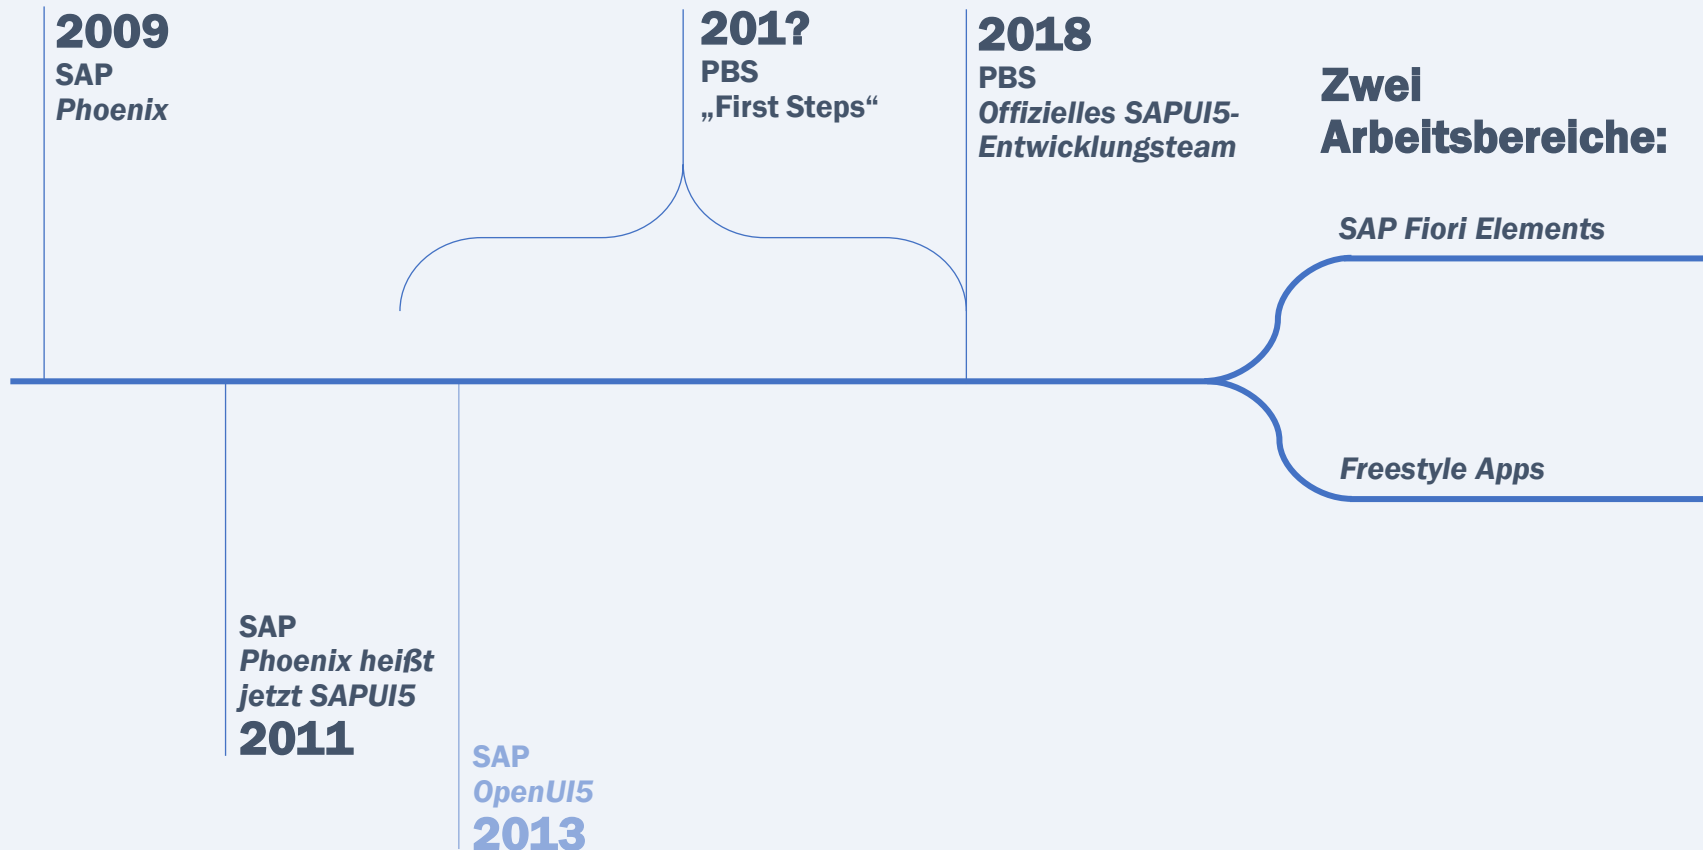 2009
SAP
Phoenix
201?
PBS
„First Steps“
2018
PBS
Offizielles SAPUI5-
Entwicklungsteam
Zwei
Arbeitsbereiche:
SAP Fiori Elements
Freestyle Apps
SAP
Phoenix heißt
jetzt SAPUI5
2011
SAP
OpenUI5
2013